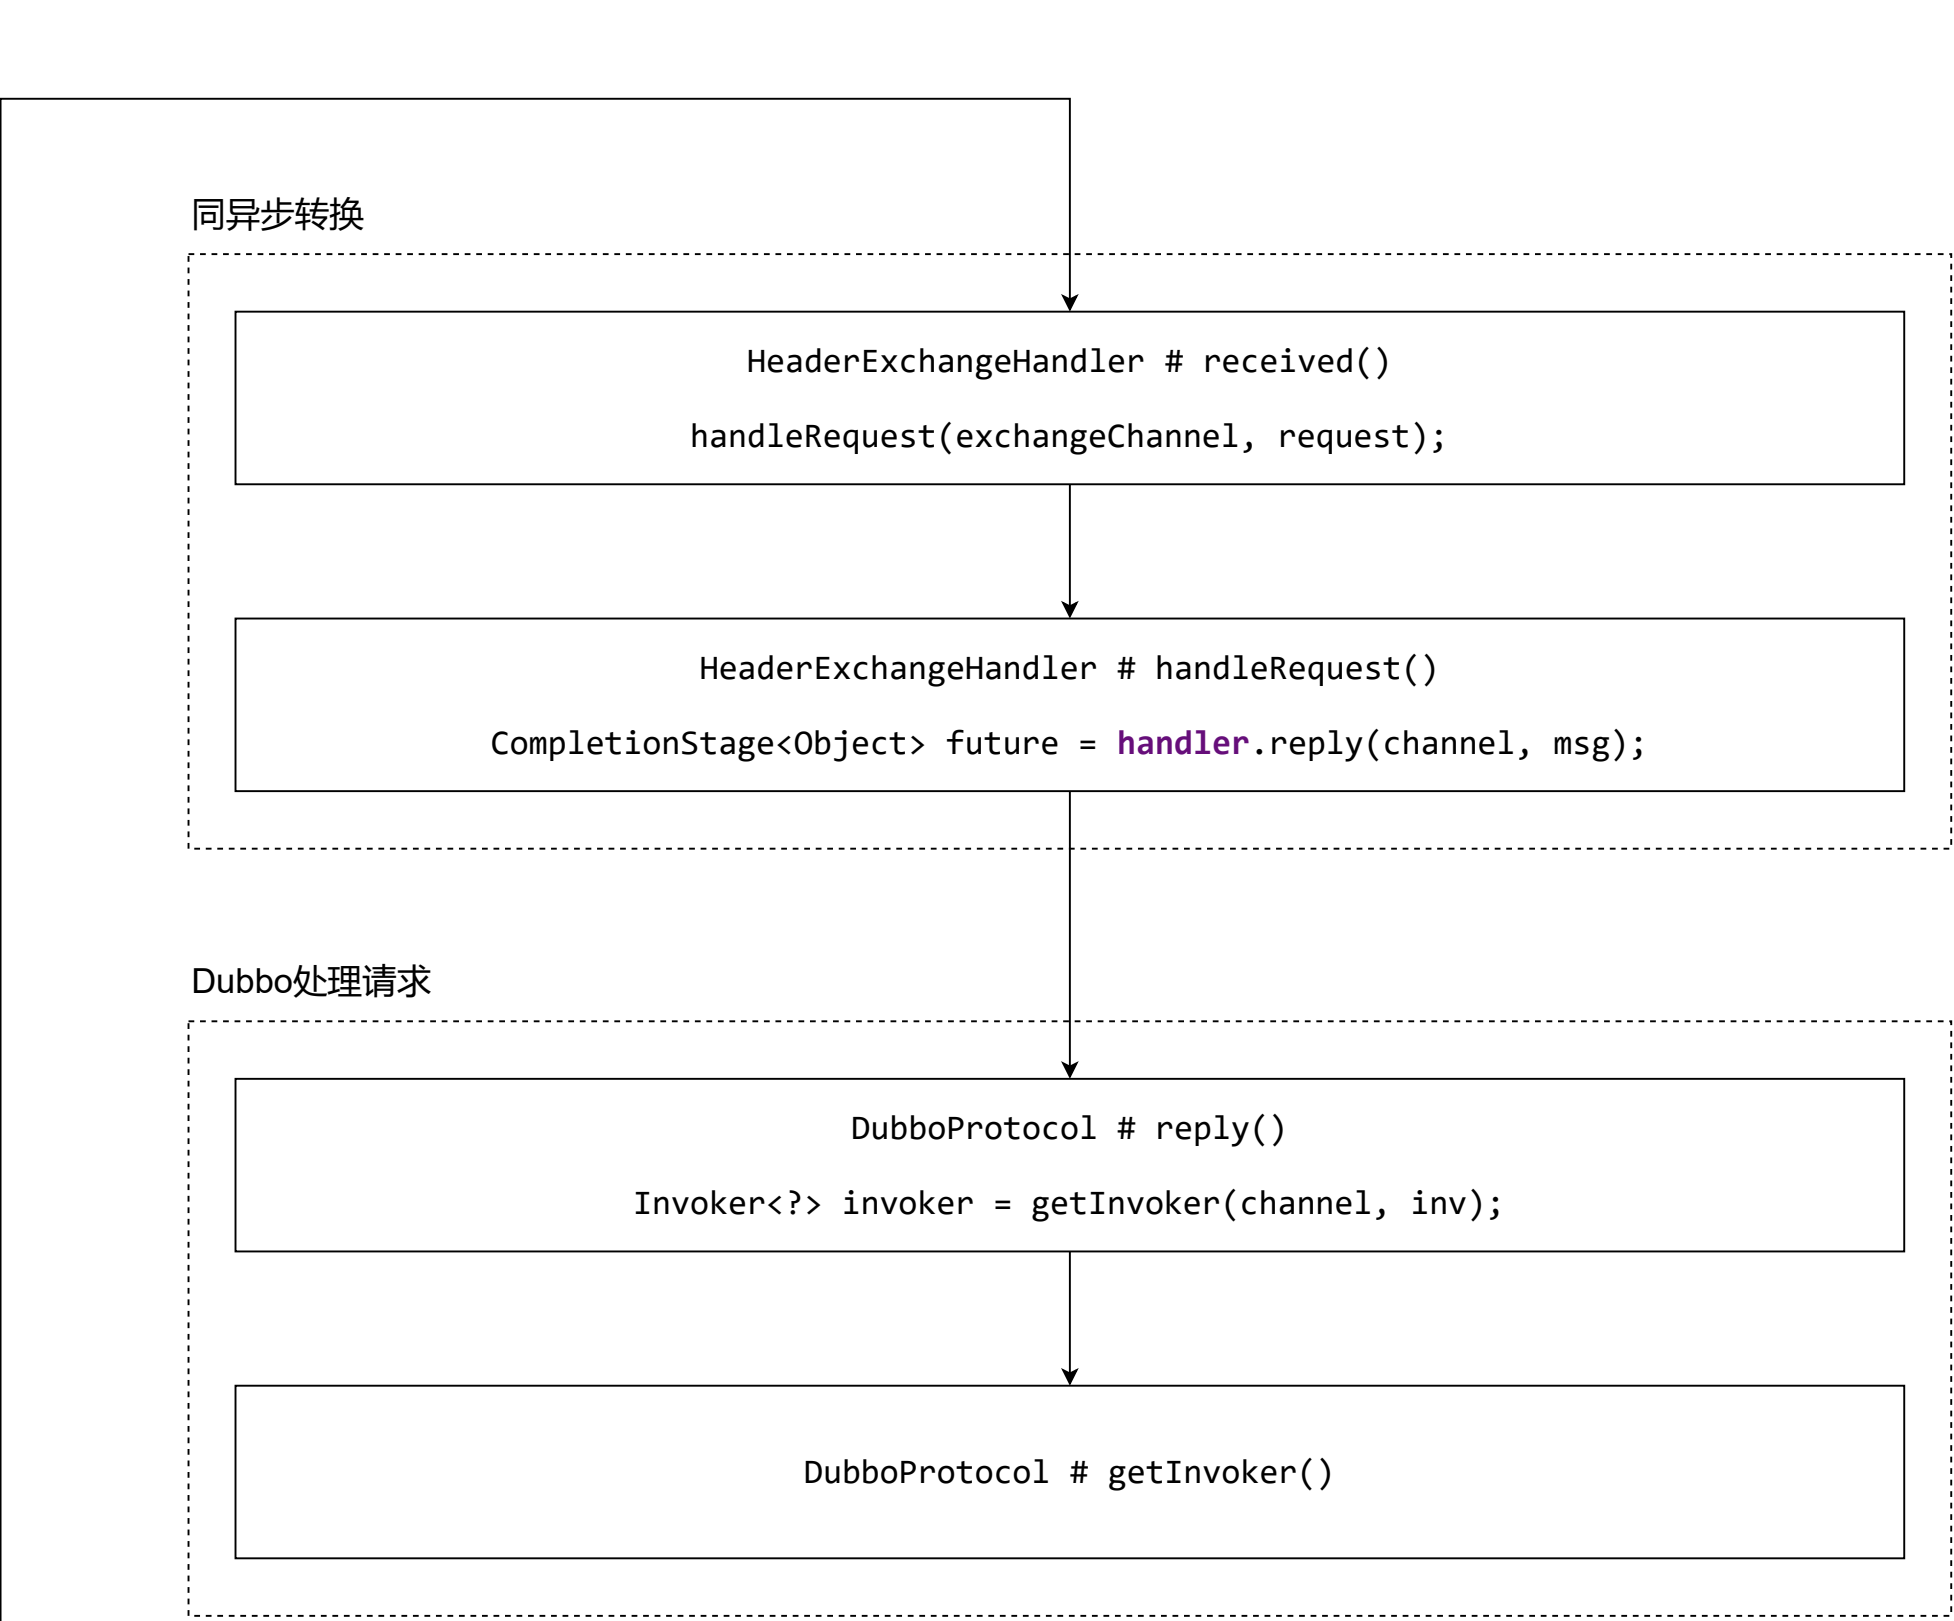 同异步转换
HeaderExchangeHandler # received()
handleRequest(exchangeChannel, request);
HeaderExchangeHandler # handleRequest()
CompletionStage<Object> future = handler.reply(channel, msg);
Dubbo处理请求
DubboProtocol # reply()
Invoker<?> invoker = getInvoker(channel, inv);
DubboProtocol # getInvoker()